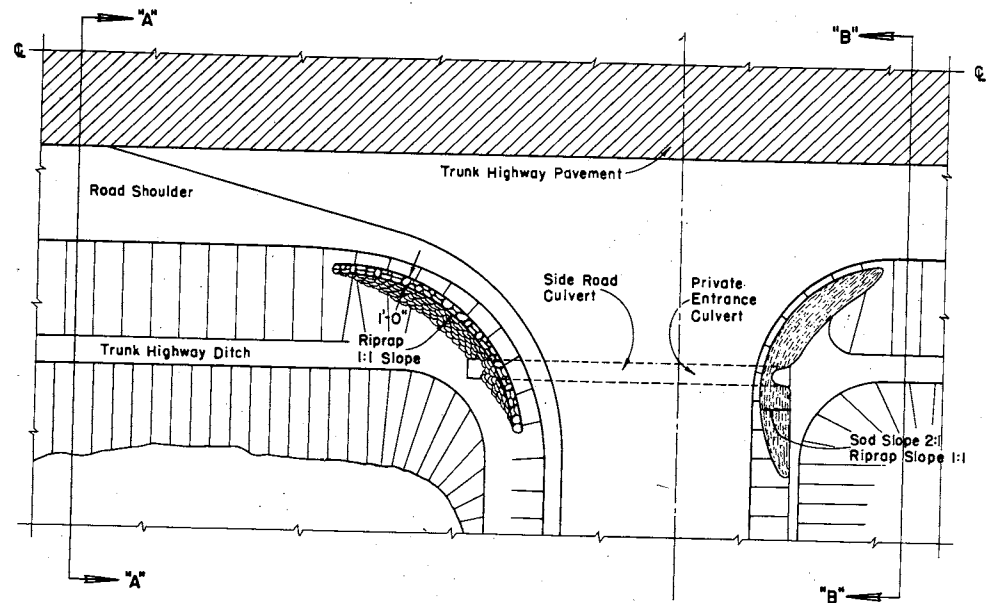 "A"
"B"
℄
℄
Trunk Highway Pavement
Road Shoulder
Side Road
Culvert
Private
Entrance
Culvert
1'-0"
Riprap
1:1 Slope
Trunk Highway Ditch
Sod Slope 2:1
Riprap Slope 1:1
"A"
"B"